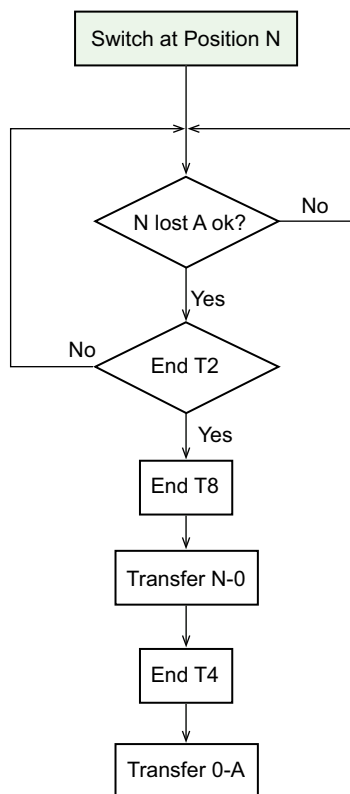 Switch at Position N
N lost A ok?
No
Yes
No
End T2
Yes
End T8
Transfer N-0
End T4
Transfer 0-A